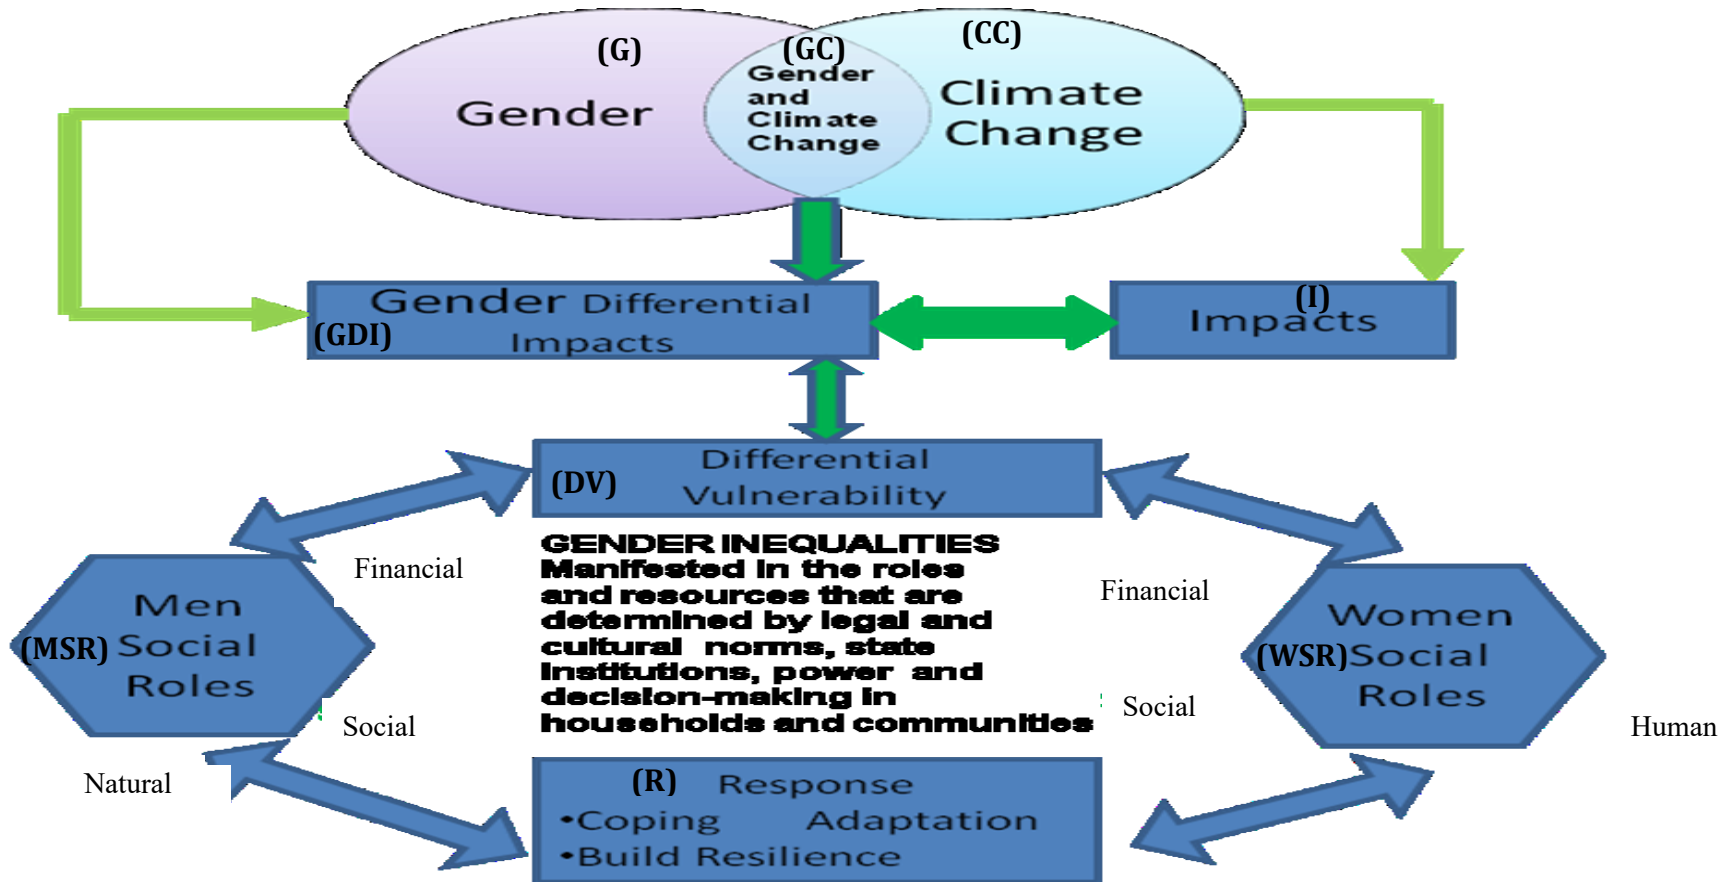 (G)
(GC)
(CC)
Gender
Gender
and
Climate
Change
Climate
Change
(GDI)
Gender Differential
Impacts
(I)
Impacts
(DV)
Differential
Vulnerability
Financial
GENDER INEQUALITIES
Manifested in the roles
and resources that are
determined by legal and
cultural norms, state
institutions, power and
decision-making in
households and communities
Financial
(MSR)
Men
Social
Roles
(WSR)
Women
Social
Roles
Social
Social
Human
Natural
(R) Response
•Coping Adaptation
•Build Resilience